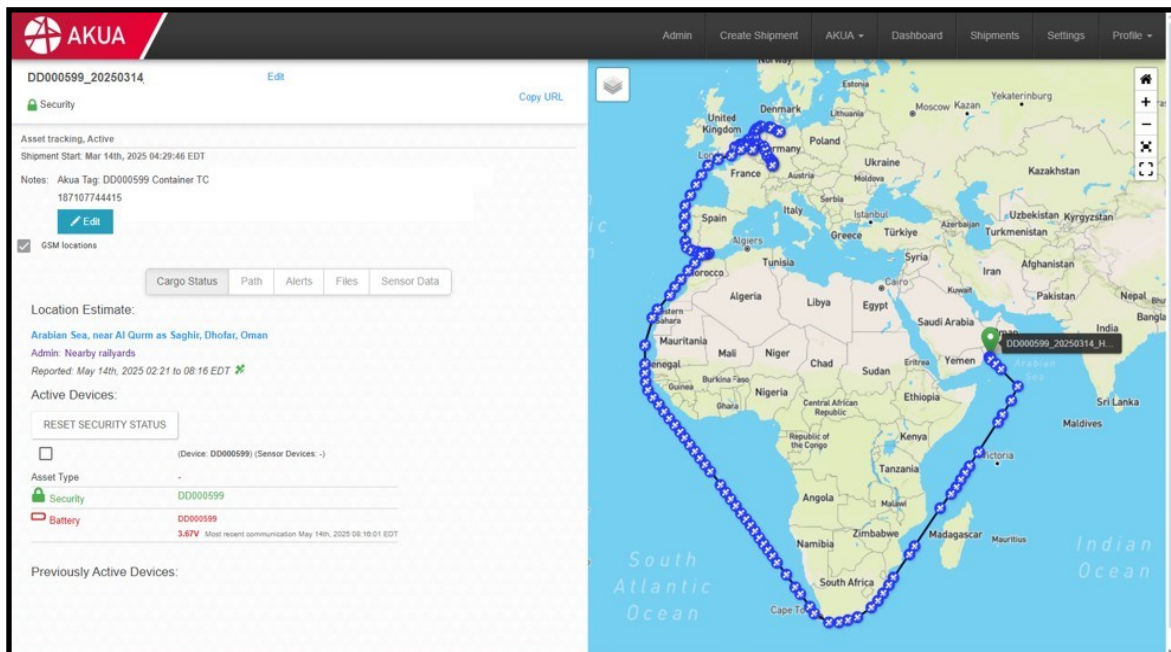 AKUA
Admin
Create Shipment
AKUA
Dashboard
Shipments
Settings
Profile
DD000599_20250314
Edit
Copy URL
Security
Asset tracking, Active
Shipment Start: Mar 14th, 2025 04:29:46 EDT
Notes: Akua Tag: DD000599 Container TC
187107744415
Edit
GSM locations
Cargo Status
Path
Alerts
Files
Sensor Data
Location Estimate:
Arabian Sea, near Al Qurm as Saghir, Dhofar, Oman
Admin: Nearby railyards
Reported: May 14th, 2025 02:21 to 08:16 EDT
Active Devices:
RESET SECURITY STATUS
(Device: DD000599) (Sensor Devices: -)
Asset Type -
Security DD000599
Battery DD000599
3.67V Most recent communication May 14th, 2025 08:16:01 EDT
Previously Active Devices:
Norway
Estonia
Yekaterinburg
Moscow
Kazan
Denmark
Lithuania
United
Kingdom
Poland
Ukraine
Kazakhstan
France
Austria
Moldova
Serbia
Italy
Istanbul
Spain
Greece
Türkiye
Azerbaijan
Uzbekistan
Kyrgyzstan
Turkmenistan
Algiers
Tunisia
Syria
Iran
Afghanistan
Cairo
Kuwait
Pakistan
Nepal
Algeria
Libya
Egypt
Saudi Arabia
India
Mauritania
Mali
Niger
Chad
Sudan
Eritrea
Yemen
DD000599_20250314_H...
Arabian
Sea
Guinea
Burkina Faso
Ghana
Nigeria
Central African
Republic
Ethiopia
Sri Lanka
Maldives
Republic of
the Congo
Kenya
Victoria
Tanzania
Angola
Malawi
Namibia
Zimbabwe
Madagascar
Mauritius
South
Atlantic
Ocean
Indian
Ocean
South Africa